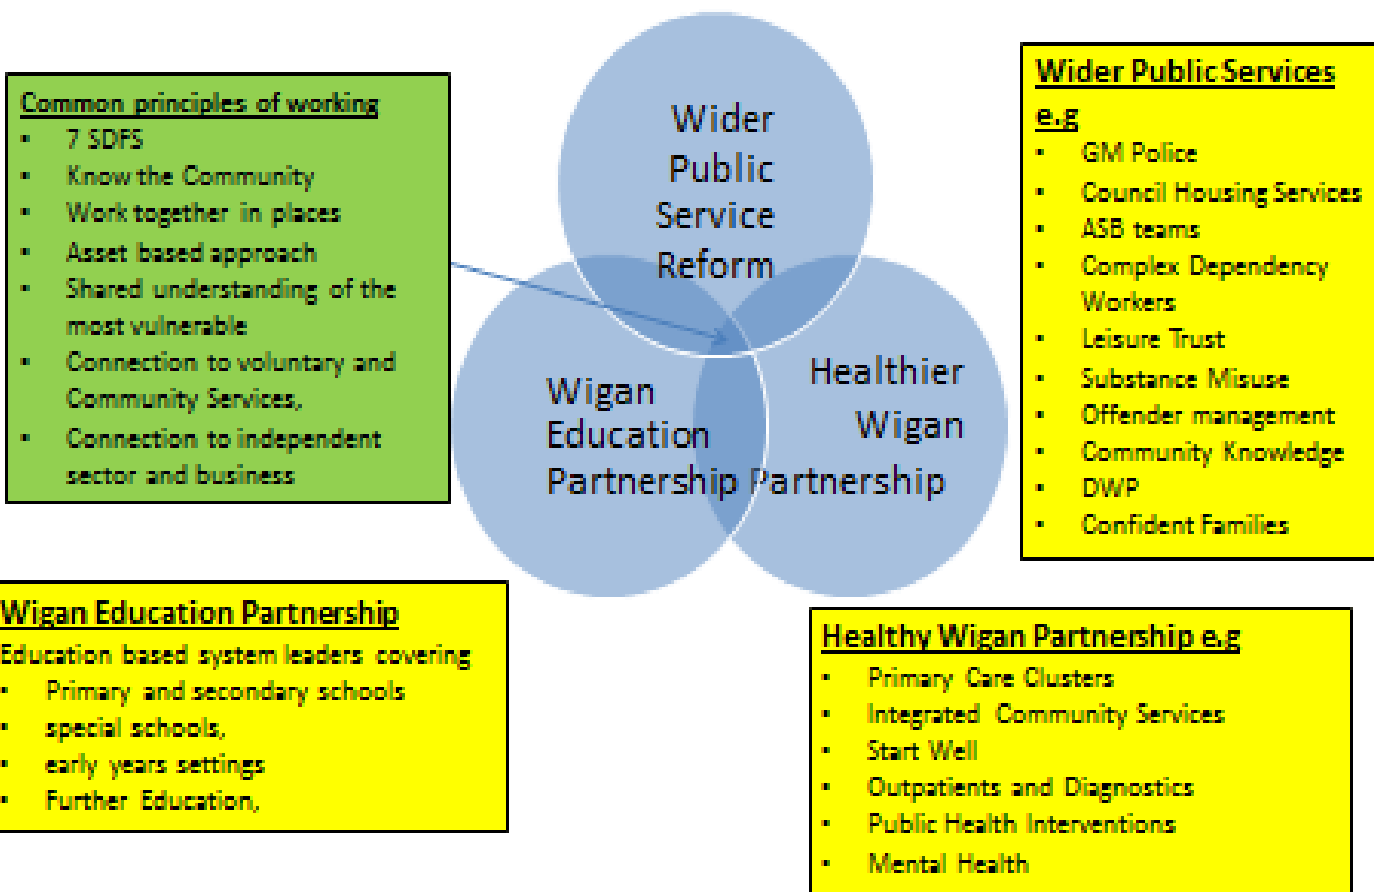 Common principles of working
▪ 7 SDFS
▪ Know the Community
▪ Work together in places
▪ Asset based approach
▪ Shared understanding of the
most vulnerable
▪ Connection to voluntary and
Community Services,
▪ Connection to independent
sector and business
Wider
Public
Service
Reform
Wigan
Education
Partnership
Healthier
Wigan
Partnership
Wider Public Services
e.g
▪ GM Police
▪ Council Housing Services
▪ ASB teams
▪ Complex Dependency
Workers
▪ Leisure Trust
▪ Substance Misuse
▪ Offender management
▪ Community Knowledge
▪ DWP
▪ Confident Families
Wigan Education Partnership
Education based system leaders covering
▪ Primary and secondary schools
▪ special schools,
▪ early years settings
▪ Further Education,
Healthy Wigan Partnership e.g
▪ Primary Care Clusters
▪ Integrated Community Services
▪ Start Well
▪ Outpatients and Diagnostics
▪ Public Health Interventions
▪ Mental Health